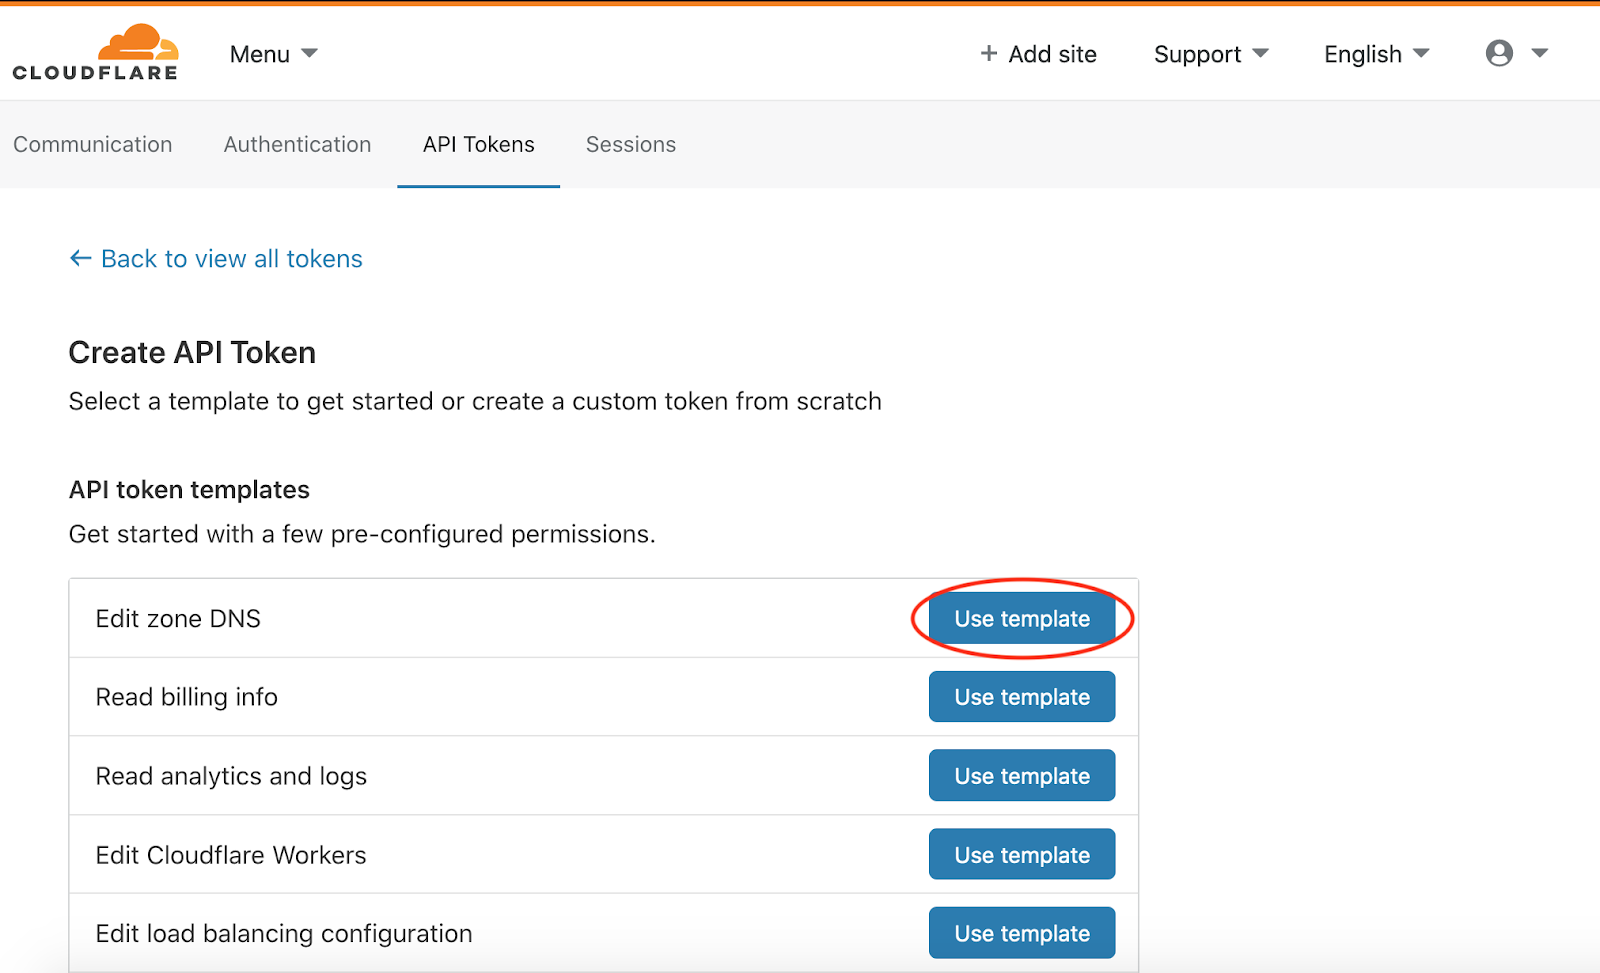 CLOUDFLARE
Menu
+ Add site
Support
English
Communication
Authentication
API Tokens
Sessions
← Back to view all tokens
Create API Token
Select a template to get started or create a custom token from scratch
API token templates
Get started with a few pre-configured permissions.
Edit zone DNS
Use template
Read billing info
Use template
Read analytics and logs
Use template
Edit Cloudflare Workers
Use template
Edit load balancing configuration
Use template